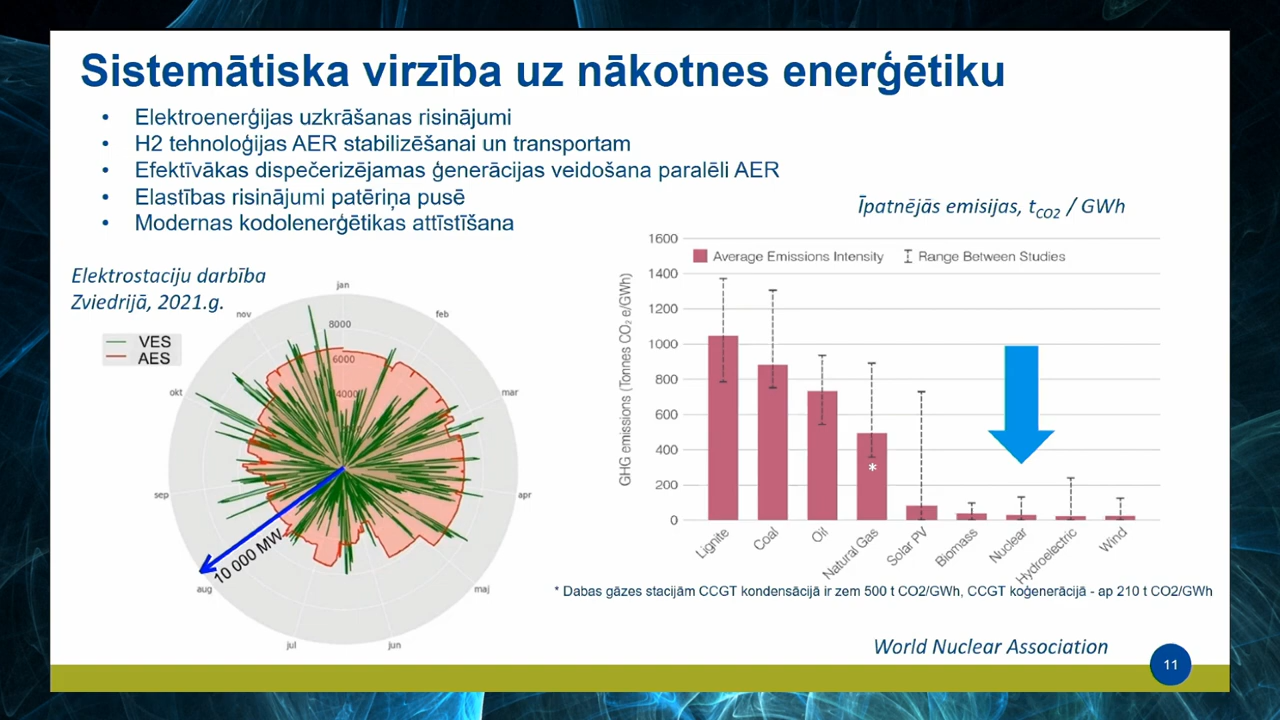 Sistemātiska virzība uz nākotnes enerģētiku
• Elektroenerģijas uzkrāšanas risinājumi
• H2 tehnoloģijas AER stabilizēšanai un transportam
• Efektīvākas dispečerizējamas ģenerācijas veidošana paralēli AER
• Elastības risinājumi patēriņa pusē
• Modernas kodolenerģētikas attīstīšana
Elektrostaciju darbība
Zviedrijā, 2021.g.
VES
AES
jan
feb
mar
apr
maj
jun
jul
aug
sep
okt
nov
8000
6000
4000
10 000 MW
Īpatnējās emisijas, tCO2 / GWh
Average Emissions Intensity
Range Between Studies
GHG emissions (Tonnes CO2 e/GWh)
1600
1400
1200
1000
800
600
400
200
0
*
Lignite
Coal
Oil
Natural Gas
Solar PV
Biomass
Nuclear
Hydroelectric
Wind
* Dabas gāzes stacijām CCGT kondensācijā ir zem 500 t CO2/GWh, CCGT koģenerācijā - ap 210 t CO2/GWh
World Nuclear Association
11